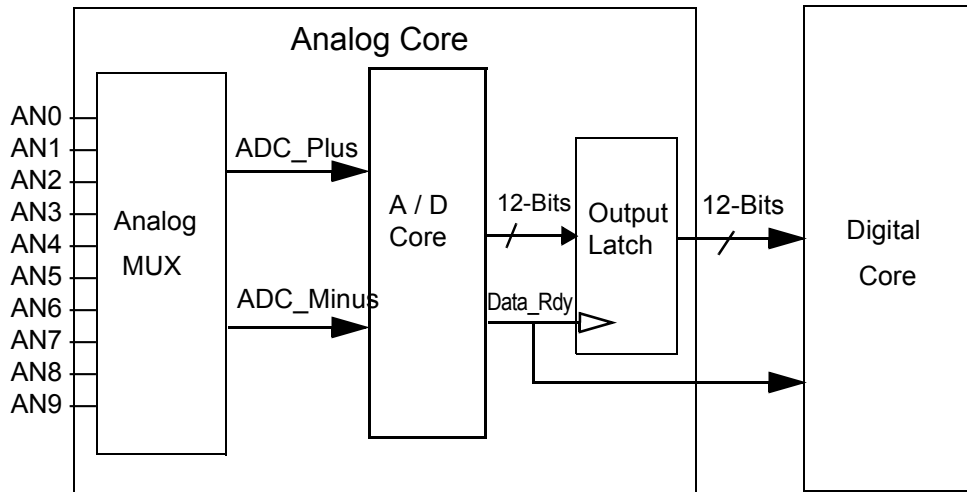 Analog Core
AN0
AN1
AN2
AN3
AN4
AN5
AN6
AN7
AN8
AN9
Analog
MUX
ADC_Plus
ADC_Minus
A / D
Core
12-Bits
Data_Rdy
Output
Latch
12-Bits
Digital
Core